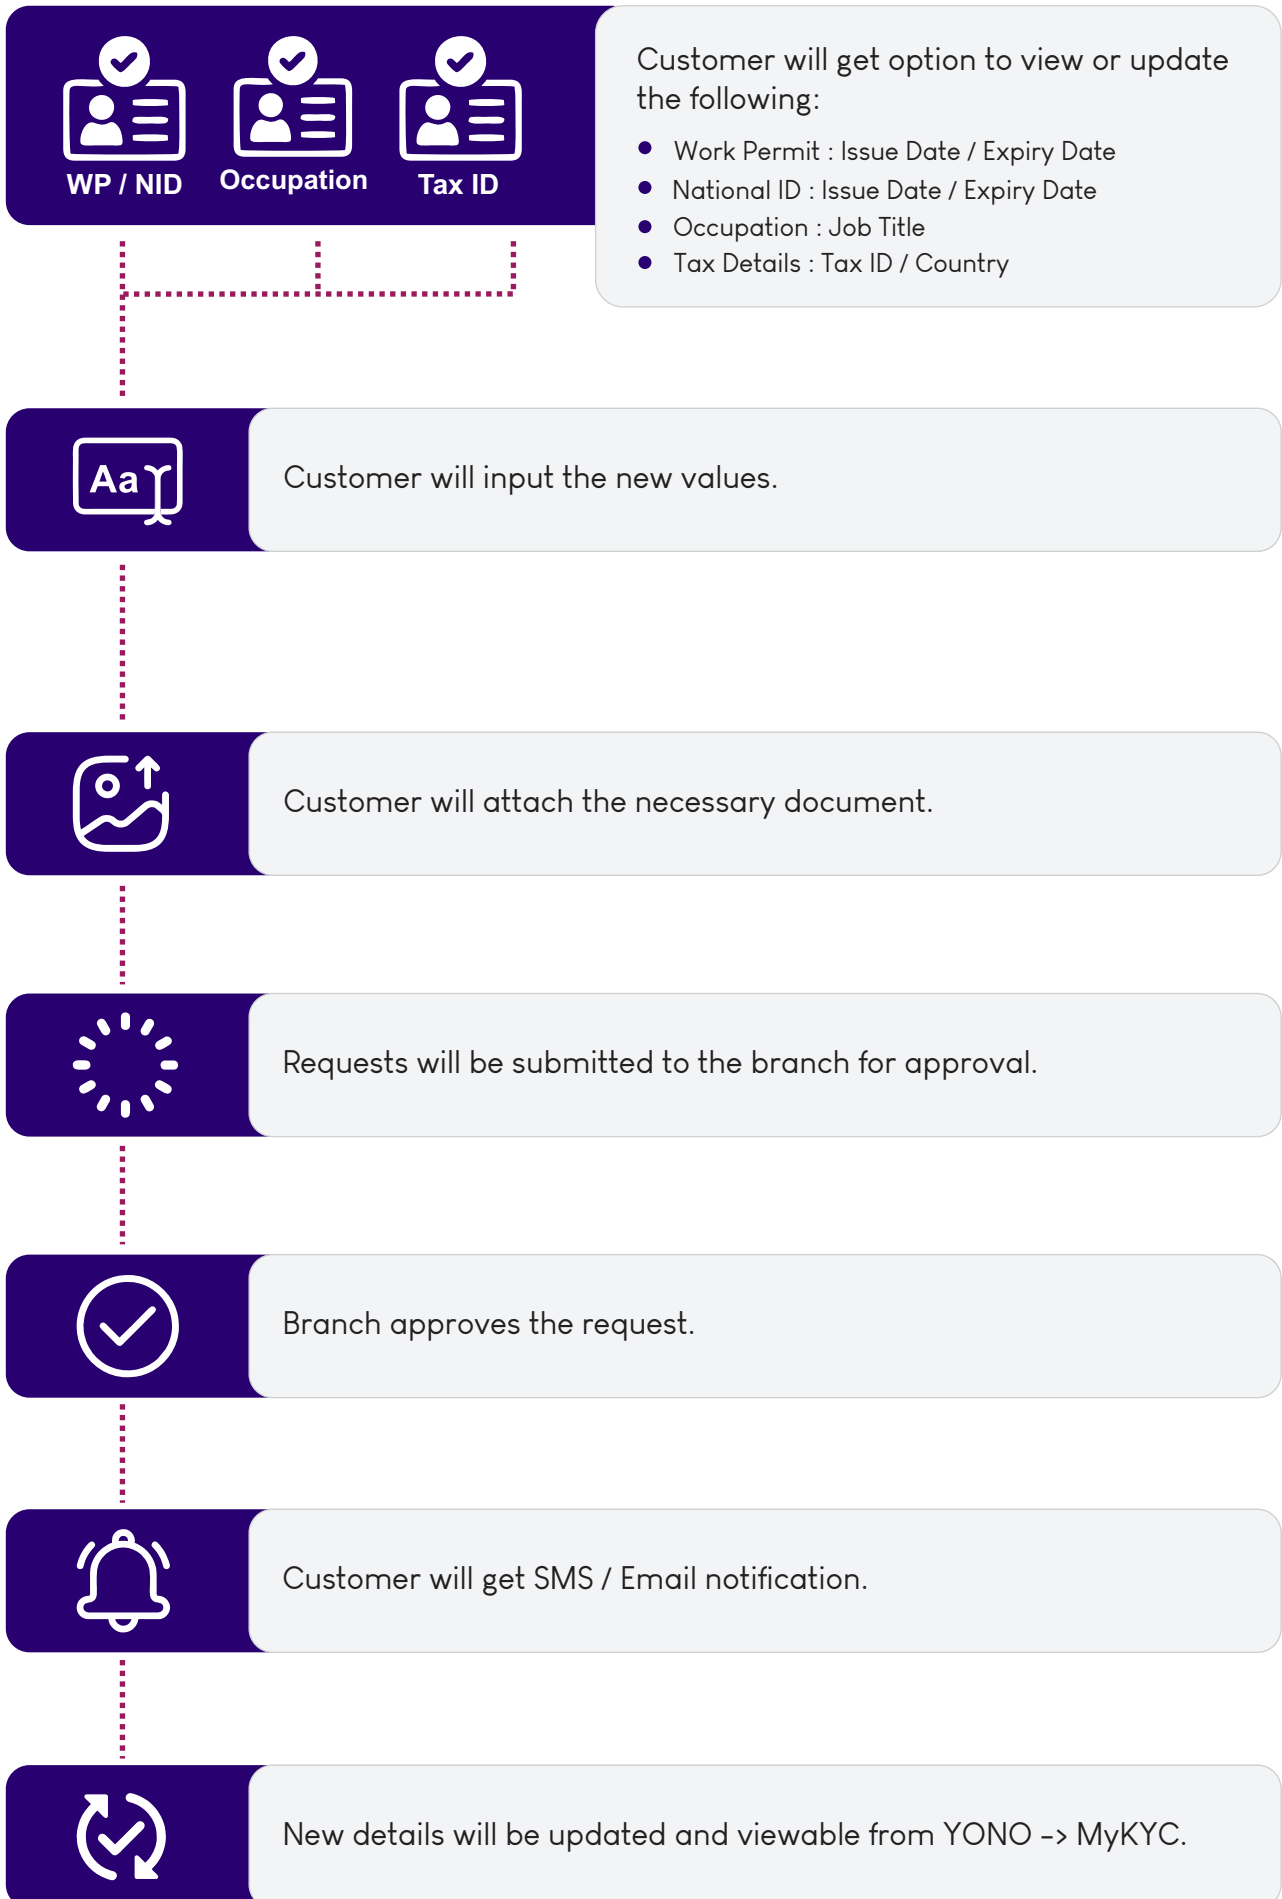 WP / NID
Occupation
Tax ID
Customer will get option to view or update
the following:
Work Permit : Issue Date / Expiry Date
National ID : Issue Date / Expiry Date
Occupation : Job Title
Tax Details : Tax ID / Country
Aa
Customer will input the new values.
Customer will attach the necessary document.
Requests will be submitted to the branch for approval.
Branch approves the request.
Customer will get SMS / Email notification.
New details will be updated and viewable from YONO -> MyKYC.